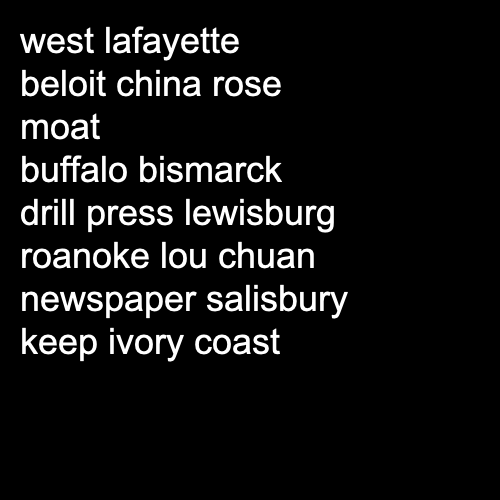 west lafayette
beloit china rose
moat
buffalo bismarck
drill press lewisburg
roanoke lou chuan
newspaper salisbury
keep ivory coast